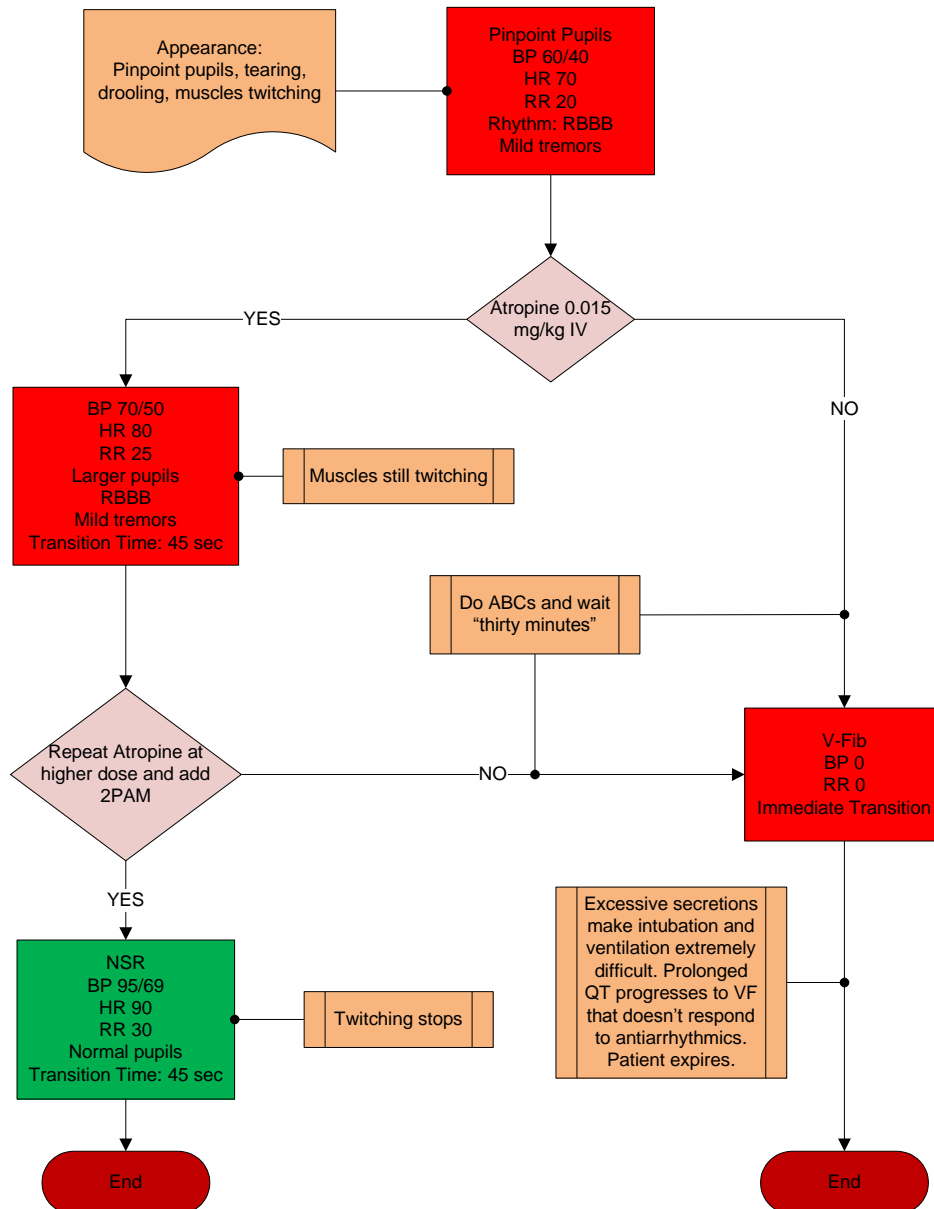 Appearance:
Pinpoint pupils, tearing,
drooling, muscles twitching
Pinpoint Pupils
BP 60/40
HR 70
RR 20
Rhythm: RBBB
Mild tremors
Atropine 0.015
mg/kg IV
YES
NO
BP 70/50
HR 80
RR 25
Larger pupils
RBBB
Mild tremors
Transition Time: 45 sec
Muscles still twitching
Do ABCs and wait
“thirty minutes”
Repeat Atropine at
higher dose and add
2PAM
NO
V-Fib
BP 0
RR 0
Immediate Transition
YES
NSR
BP 95/69
HR 90
RR 30
Normal pupils
Transition Time: 45 sec
Twitching stops
Excessive secretions
make intubation and
ventilation extremely
difficult. Prolonged
QT progresses to VF
that doesn’t respond
to antiarrhythmics.
Patient expires.
End
End